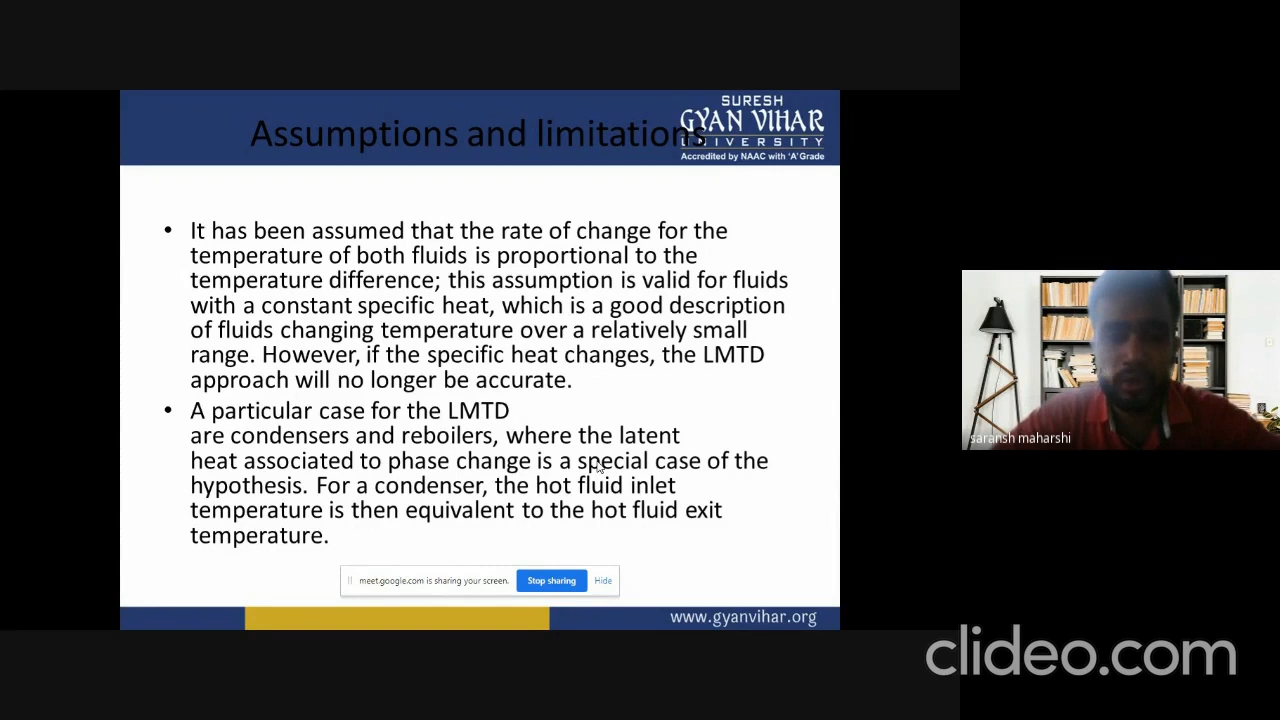 SURESH
GYAN VIHAR
UNIVERSITY
Accredited by NAAC with 'A' Grade
Assumptions and limitations
• It has been assumed that the rate of change for the
temperature of both fluids is proportional to the
temperature difference; this assumption is valid for fluids
with a constant specific heat, which is a good description
of fluids changing temperature over a relatively small
range. However, if the specific heat changes, the LMTD
approach will no longer be accurate.
• A particular case for the LMTD
are condensers and reboilers, where the latent
heat associated to phase change is a special case of the
hypothesis. For a condenser, the hot fluid inlet
temperature is then equivalent to the hot fluid exit
temperature.
meet.google.com is sharing your screen.
Stop sharing
Hide
www.gyanvihar.org
saransh maharshi
clideo.com